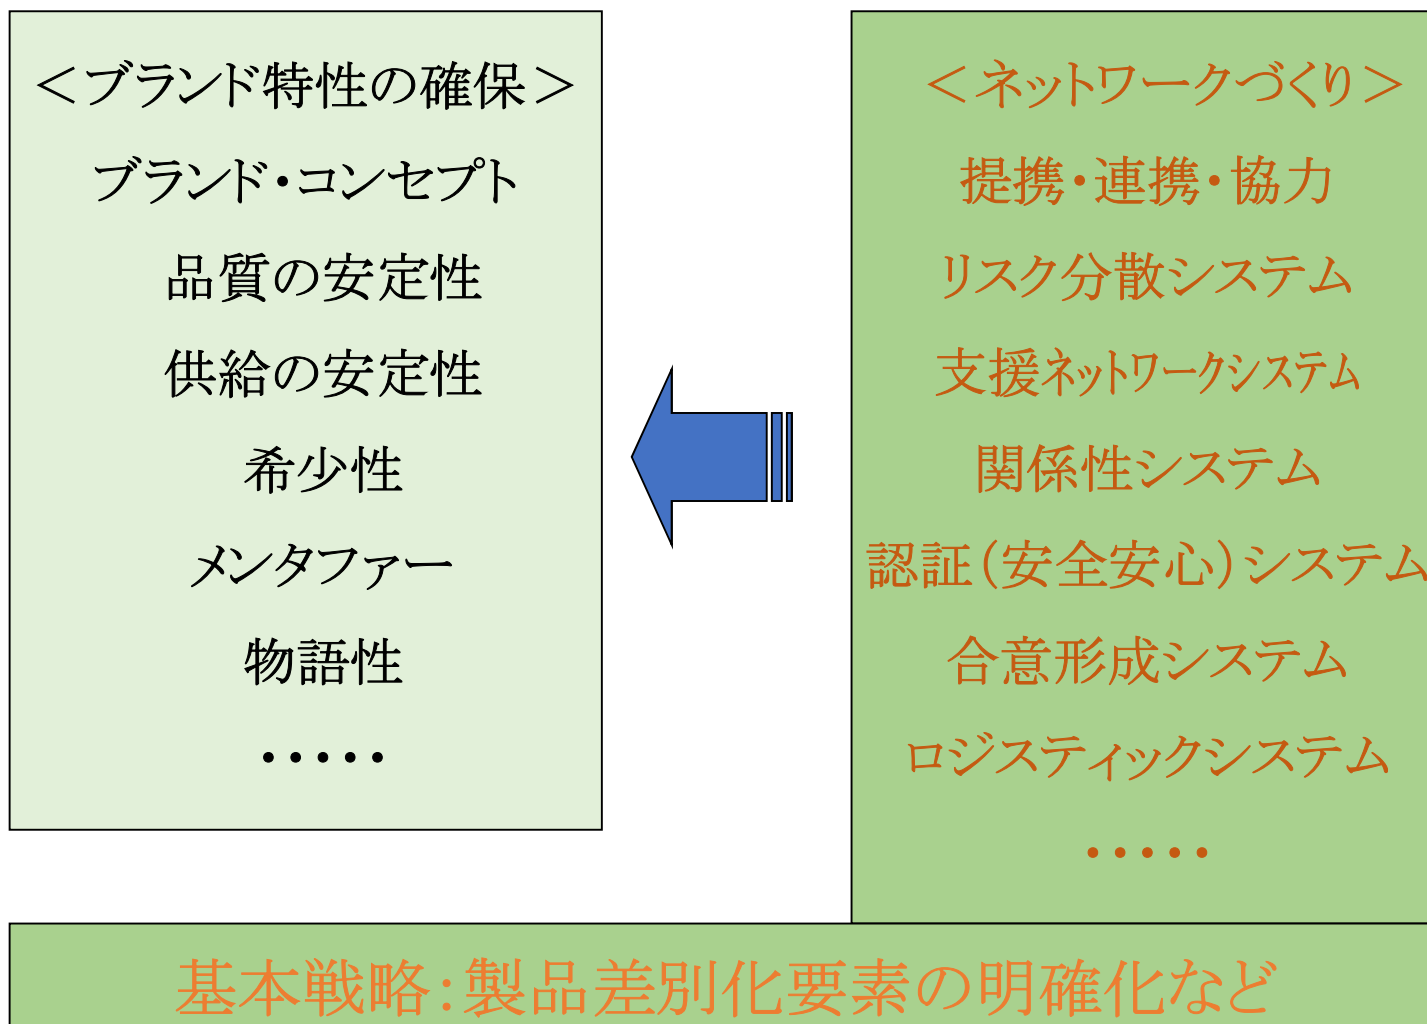 ＜ブランド特性の確保＞
ブランド・コンセプト
品質の安定性
供給の安定性
希少性
メンタファー
物語性
・・・・・
＜ネットワークづくり＞
提携・連携・協力
リスク分散システム
支援ネットワークシステム
関係性システム
認証（安全安心）システム
合意形成システム
ロジスティックシステム
・・・・・
基本戦略：製品差別化要素の明確化など